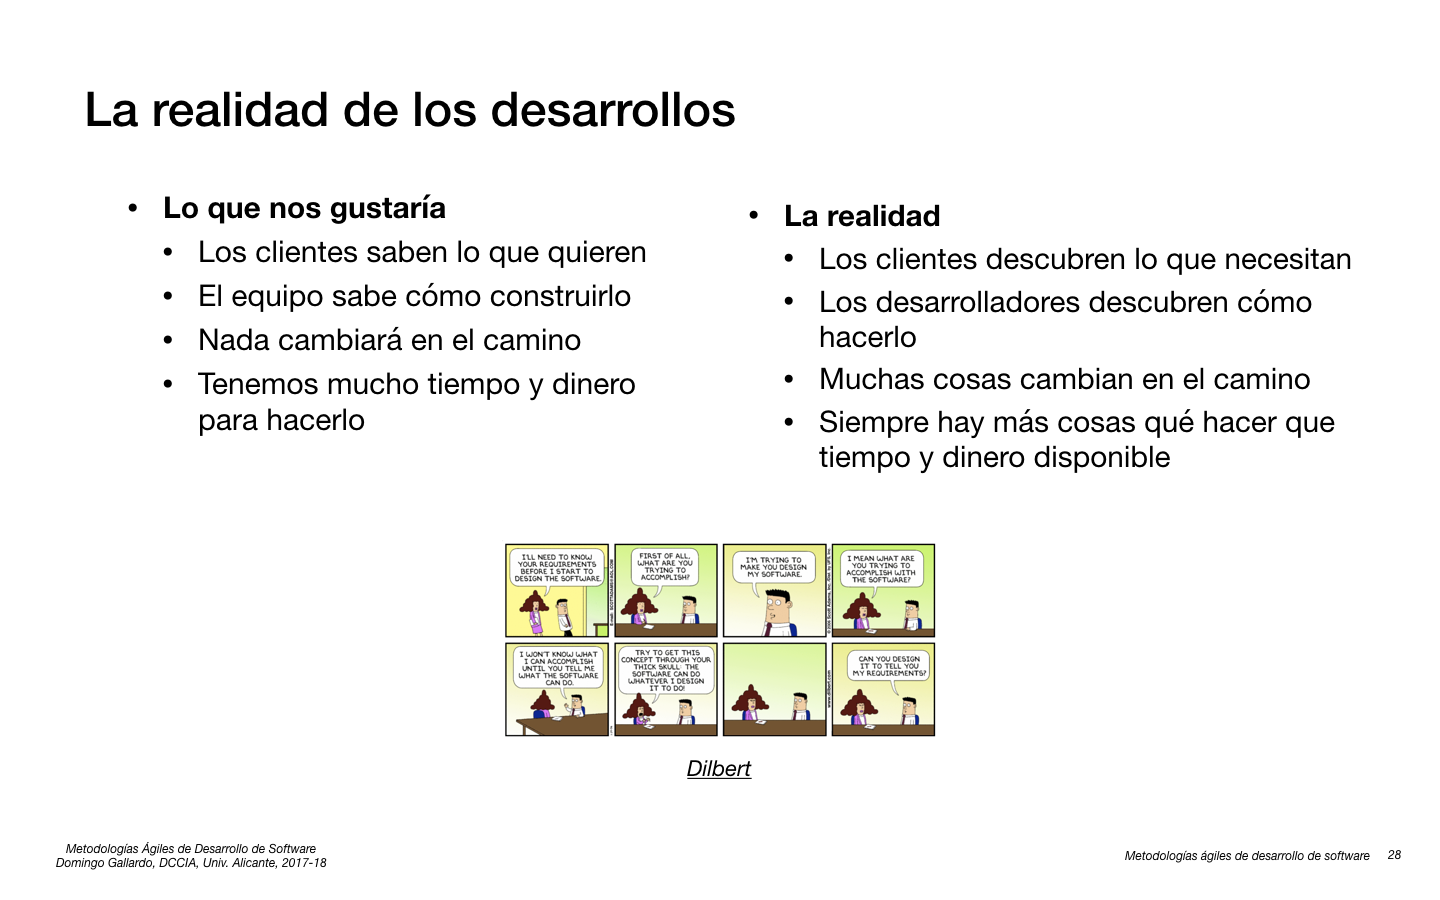 La realidad de los desarrollos
• Lo que nos gustaría
• Los clientes saben lo que quieren
• El equipo sabe cómo construirlo
• Nada cambiará en el camino
• Tenemos mucho tiempo y dinero
para hacerlo
• La realidad
• Los clientes descubren lo que necesitan
• Los desarrolladores descubren cómo
hacerlo
• Muchas cosas cambian en el camino
• Siempre hay más cosas qué hacer que
tiempo y dinero disponible
I'LL NEED TO KNOW
YOUR REQUIREMENTS
BEFORE I START TO
DESIGN THE SOFTWARE.
FIRST OF ALL,
WHAT ARE YOU
TRYING TO
ACCOMPLISH?
I'M TRYING TO
MAKE YOU DESIGN
MY SOFTWARE.
I MEAN WHAT ARE
YOU TRYING TO
ACCOMPLISH WITH
THE SOFTWARE?
I WON'T KNOW WHAT
I CAN ACCOMPLISH
UNTIL YOU TELL ME
WHAT THE SOFTWARE
CAN DO.
TRY TO GET THIS
CONCEPT THROUGH YOUR
THICK SKULL: THE
SOFTWARE CAN DO
WHATEVER I DESIGN
IT TO DO!
www.dilbert.com
CAN YOU DESIGN
IT TO TELL YOU
MY REQUIREMENTS?
Dilbert
Metodologías Ágiles de Desarrollo de Software
Domingo Gallardo, DCCIA, Univ. Alicante, 2017-18
Metodologías ágiles de desarrollo de software 28